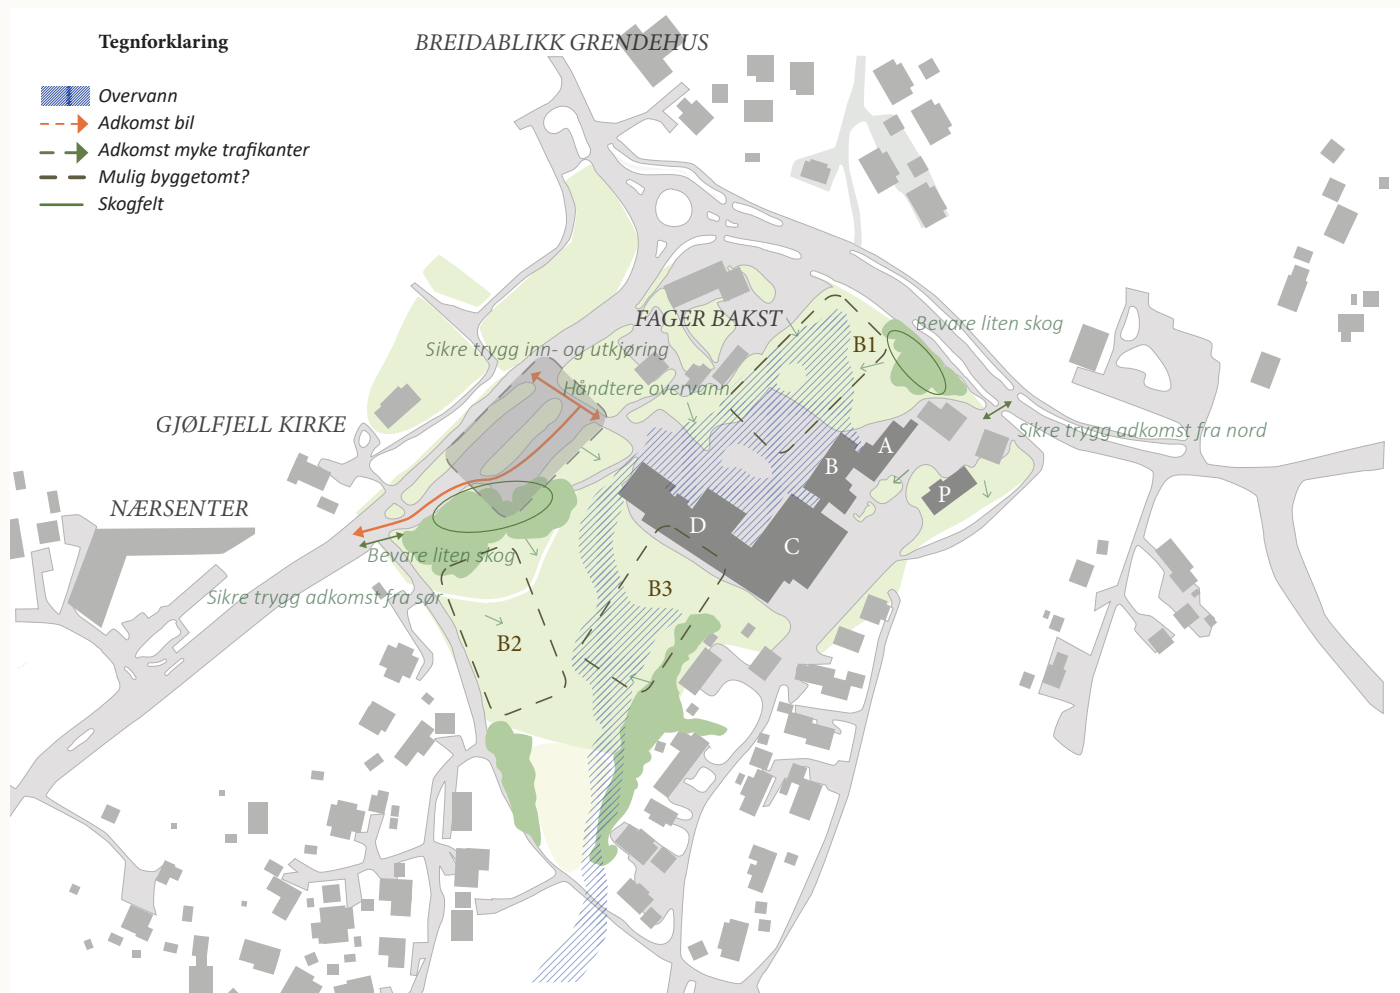 Tegnforklaring
Overvann
Adkomst bil
Adkomst myke trafikanter
Mulig byggetomt?
Skogfelt
BREIDABLIKK GRENDEHUS
FAGER BAKST
Bevare liten skog
B1
Sikre trygg inn- og utkjøring
Håndtere overvann
GJØLFJELL KIRKE
Sikre trygg adkomst fra nord
A
B
P
NÆRSENTER
D
C
Bevare liten skog
Sikre trygg adkomst fra sør
B3
B2